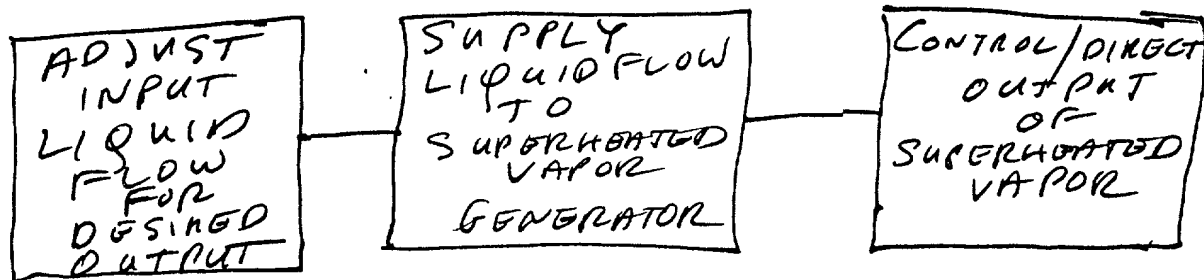 ADJUST
INPUT
LIQUID
FLOW
FOR
DESIRED
OUTPUT
SUPPLY
LIQUID FLOW
TO
SUPERHEATED
VAPOR
GENERATOR
CONTROL/DIRECT
OUTPUT
OF
SUPERHEATED
VAPOR